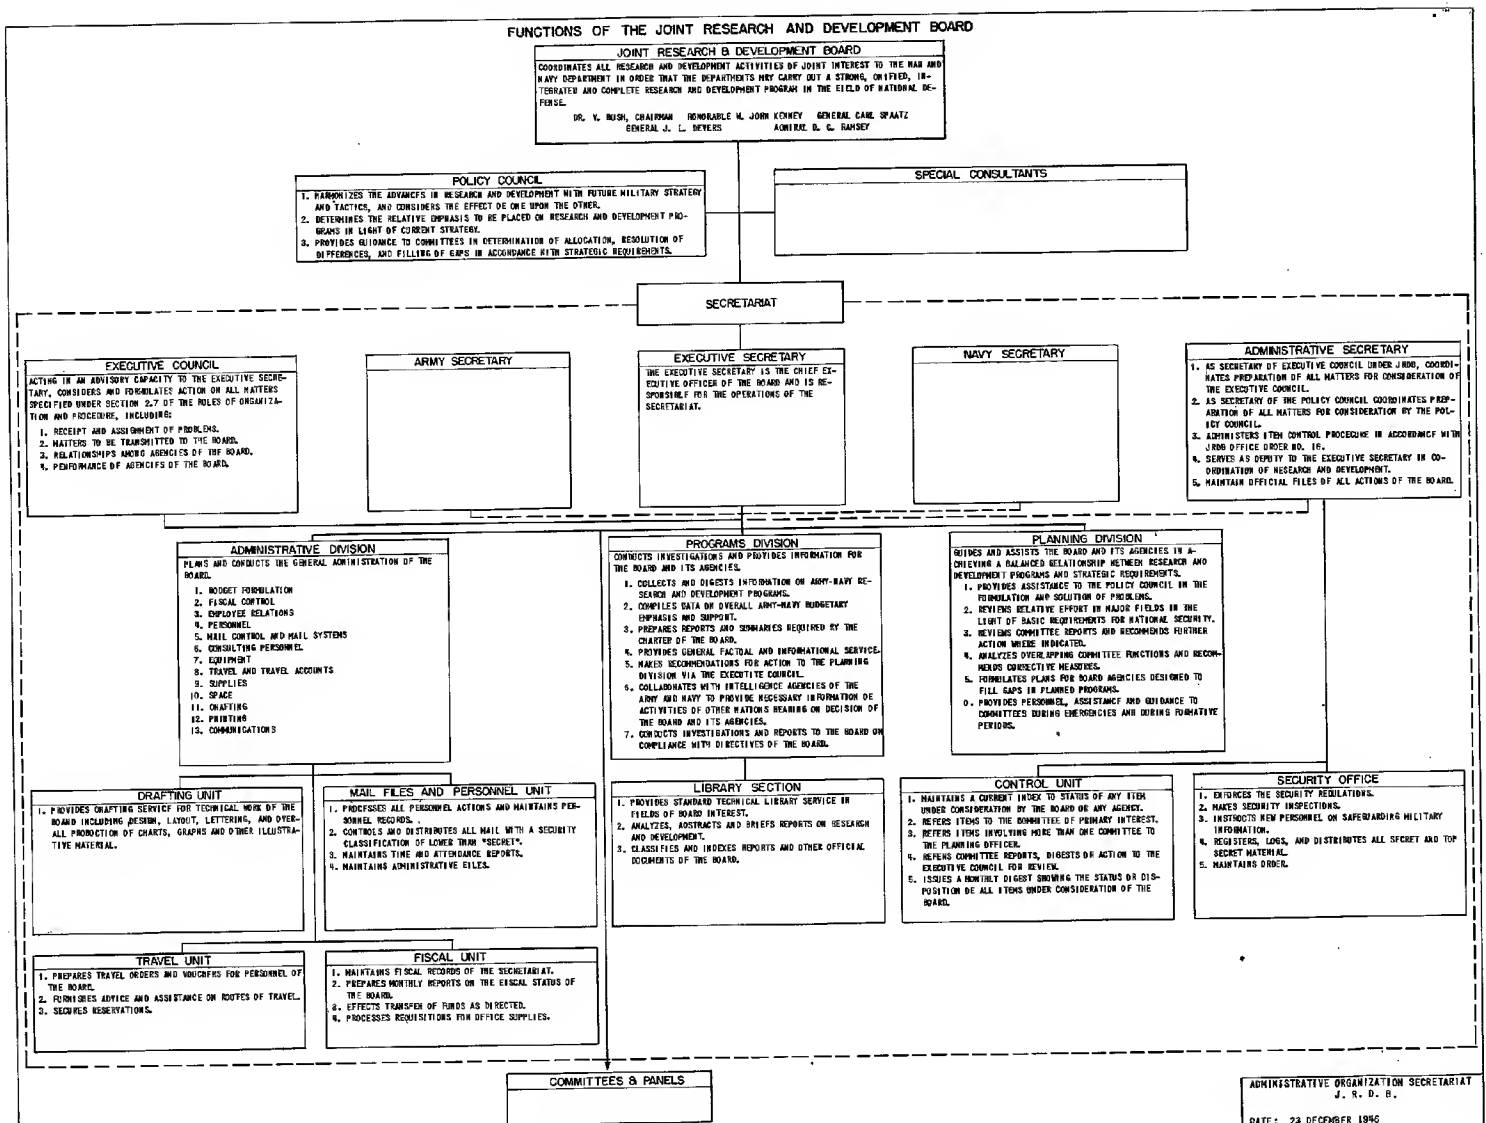 FUNCTIONS OF THE JOINT RESEARCH AND DEVELOPMENT BOARD
JOINT RESEARCH & DEVELOPMENT BOARD
COORDINATES ALL RESEARCH AND DEVELOPMENT ACTIVITIES OF JOINT INTEREST TO THE WAR AND
NAVY DEPARTMENT IN ORDER THAT THE DEPARTMENTS MAY CARRY OUT A STRONG, UNIFIED, IN-
TEGRATED AND COMPLETE RESEARCH AND DEVELOPMENT PROGRAM IN THE FIELD OF NATIONAL DE-
FENSE.
DR. V. BUSH, CHAIRMAN HONORABLE W. JOHN KENNEY GENERAL CARL SPAATZ
GENERAL J. L. DEVERS ADMIRAL D. C. RAMSEY
POLICY COUNCIL
1. HARMONIZES THE ADVANCES IN RESEARCH AND DEVELOPMENT WITH FUTURE MILITARY STRATEGY
AND TACTICS, AND CONSIDERS THE EFFECT OF ONE UPON THE OTHER.
2. DETERMINES THE RELATIVE EMPHASIS TO BE PLACED ON RESEARCH AND DEVELOPMENT PRO-
GRAMS IN LIGHT OF CURRENT STRATEGY.
3. PROVIDES GUIDANCE TO COMMITTEES IN DETERMINATION OF ALLOCATION, RESOLUTION OF
DIFFERENCES, AND FILLING OF GAPS IN ACCORDANCE WITH STRATEGIC REQUIREMENTS.
SPECIAL CONSULTANTS
SECRETARIAT
EXECUTIVE COUNCIL
ACTING IN AN ADVISORY CAPACITY TO THE EXECUTIVE SECRE-
TARY, CONSIDERS AND FORMULATES ACTION ON ALL MATTERS
SPECIFIED UNDER SECTION 2.7 OF THE RULES OF ORGANIZA-
TION AND PROCEDURE, INCLUDING:
1. RECEIPT AND ASSIGNMENT OF PROBLEMS.
2. MATTERS TO BE TRANSMITTED TO THE BOARD.
3. RELATIONSHIPS AMONG AGENCIES OF THE BOARD.
4. PERFORMANCE OF AGENCIES OF THE BOARD.
ARMY SECRETARY
EXECUTIVE SECRETARY
THE EXECUTIVE SECRETARY IS THE CHIEF EX-
ECUTIVE OFFICER OF THE BOARD AND IS RE-
SPONSIBLE FOR THE OPERATIONS OF THE
SECRETARIAT.
NAVY SECRETARY
ADMINISTRATIVE SECRETARY
1. AS SECRETARY OF EXECUTIVE COUNCIL UNDER JRDB, COORDI-
NATES PREPARATION OF ALL MATTERS FOR CONSIDERATION OF
THE EXECUTIVE COUNCIL.
2. AS SECRETARY OF THE POLICY COUNCIL COORDINATES PREP-
ARATION OF ALL MATTERS FOR CONSIDERATION BY THE POL-
ICY COUNCIL.
3. ADMINISTERS ITEM CONTROL PROCEDURE IN ACCORDANCE WITH
JRDB OFFICE ORDER NO. 16.
4. SERVES AS DEPUTY TO THE EXECUTIVE SECRETARY IN CO-
ORDINATION OF RESEARCH AND DEVELOPMENT.
5. MAINTAIN OFFICIAL FILES OF ALL ACTIONS OF THE BOARD.
ADMINISTRATIVE DIVISION
PLANS AND CONDUCTS THE GENERAL ADMINISTRATION OF THE
BOARD.
1. BUDGET FORMULATION
2. FISCAL CONTROL
3. EMPLOYEE RELATIONS
4. PERSONNEL
5. MAIL CONTROL AND MAIL SYSTEMS
6. CONSULTING PERSONNEL
7. EQUIPMENT
8. TRAVEL AND TRAVEL ACCOUNTS
9. SUPPLIES
10. SPACE
11. DRAFTING
12. PRINTING
13. COMMUNICATIONS
PROGRAMS DIVISION
CONDUCTS INVESTIGATIONS AND PROVIDES INFORMATION FOR
THE BOARD AND ITS AGENCIES.
1. COLLECTS AND DIGESTS INFORMATION ON ARMY-NAVY RE-
SEARCH AND DEVELOPMENT PROGRAMS.
2. COMPILES DATA ON OVERALL ARMY-NAVY BUDGETARY
EMPHASIS AND SUPPORT.
3. PREPARES REPORTS AND SUMMARIES REQUIRED BY THE
CHARTER OF THE BOARD.
4. PROVIDES GENERAL FACTUAL AND INFORMATIONAL SERVICE.
5. MAKES RECOMMENDATIONS FOR ACTION TO THE PLANNING
DIVISION VIA THE EXECUTIVE COUNCIL.
6. COLLABORATES WITH INTELLIGENCE AGENCIES OF THE
ARMY AND NAVY TO PROVIDE NECESSARY INFORMATION OF
ACTIVITIES OF OTHER NATIONS BEARING ON DECISION OF
THE BOARD AND ITS AGENCIES.
7. CONDUCTS INVESTIGATIONS AND REPORTS TO THE BOARD ON
COMPLIANCE WITH DIRECTIVES OF THE BOARD.
PLANNING DIVISION
GUIDES AND ASSISTS THE BOARD AND ITS AGENCIES IN A-
CHIEVING A BALANCED RELATIONSHIP BETWEEN RESEARCH AND
DEVELOPMENT PROGRAMS AND STRATEGIC REQUIREMENTS.
1. PROVIDES ASSISTANCE TO THE POLICY COUNCIL IN THE
FORMULATION AND SOLUTION OF PROBLEMS.
2. REVIEWS RELATIVE EFFORT IN MAJOR FIELDS IN THE
LIGHT OF BASIC REQUIREMENTS FOR NATIONAL SECURITY.
3. REVIEWS COMMITTEE REPORTS AND RECOMMENDS FURTHER
ACTION WHERE INDICATED.
4. ANALYZES OVERLAPPING COMMITTEE FUNCTIONS AND RECOM-
MENDS CORRECTIVE MEASURES.
5. FORMULATES PLANS FOR BOARD AGENCIES DESIGNED TO
FILL GAPS IN PLANNED PROGRAMS.
6. PROVIDES PERSONNEL, ASSISTANCE AND GUIDANCE TO
COMMITTEES DURING EMERGENCIES AND DURING FORMATIVE
PERIODS.
DRAFTING UNIT
1. PROVIDES DRAFTING SERVICE FOR TECHNICAL WORK OF THE
BOARD INCLUDING DESIGN, LAYOUT, LETTERING, AND OVER-
ALL PRODUCTION OF CHARTS, GRAPHS AND OTHER ILLUSTRA-
TIVE MATERIAL.
MAIL FILES AND PERSONNEL UNIT
1. PROCESSES ALL PERSONNEL ACTIONS AND MAINTAINS PER-
SONNEL RECORDS.
2. CONTROLS AND DISTRIBUTES ALL MAIL WITH A SECURITY
CLASSIFICATION OF LOWER THAN "SECRET".
3. MAINTAINS TIME AND ATTENDANCE REPORTS.
4. MAINTAINS ADMINISTRATIVE FILES.
LIBRARY SECTION
1. PROVIDES STANDARD TECHNICAL LIBRARY SERVICE IN
FIELDS OF BOARD INTEREST.
2. ANALYZES, ABSTRACTS AND BRIEFS REPORTS ON RESEARCH
AND DEVELOPMENT.
3. CLASSIFIES AND INDEXES REPORTS AND OTHER OFFICIAL
DOCUMENTS OF THE BOARD.
CONTROL UNIT
1. MAINTAINS A CURRENT INDEX TO STATUS OF ANY ITEM
UNDER CONSIDERATION BY THE BOARD OR ANY AGENCY.
2. REFERS ITEMS TO THE COMMITTEE OF PRIMARY INTEREST.
3. REFERS ITEMS INVOLVING MORE THAN ONE COMMITTEE TO
THE PLANNING OFFICER.
4. REFERS COMMITTEE REPORTS, DIGESTS OR ACTION TO THE
EXECUTIVE COUNCIL FOR REVIEW.
5. ISSUES A MONTHLY DIGEST SHOWING THE STATUS OR DIS-
POSITION OF ALL ITEMS UNDER CONSIDERATION OF THE
BOARD.
SECURITY OFFICE
1. ENFORCES THE SECURITY REGULATIONS.
2. MAKES SECURITY INSPECTIONS.
3. INSTRUCTS NEW PERSONNEL ON SAFEGUARDING MILITARY
INFORMATION.
4. REGISTERS, LOGS, AND DISTRIBUTES ALL SECRET AND TOP
SECRET MATERIAL.
5. MAINTAINS ORDER.
TRAVEL UNIT
1. PREPARES TRAVEL ORDERS AND VOUCHERS FOR PERSONNEL OF
THE BOARD.
2. FURNISHES ADVICE AND ASSISTANCE ON ROUTES OF TRAVEL.
3. SECURES RESERVATIONS.
FISCAL UNIT
1. MAINTAINS FISCAL RECORDS OF THE SECRETARIAT.
2. PREPARES MONTHLY REPORTS ON THE FISCAL STATUS OF
THE BOARD.
3. EFFECTS TRANSFER OF FUNDS AS DIRECTED.
4. PROCESSES REQUISITIONS FOR OFFICE SUPPLIES.
COMMITTEES & PANELS
ADMINISTRATIVE ORGANIZATION SECRETARIAT
J. R. D. B.
DATE: 23 DECEMBER 1946